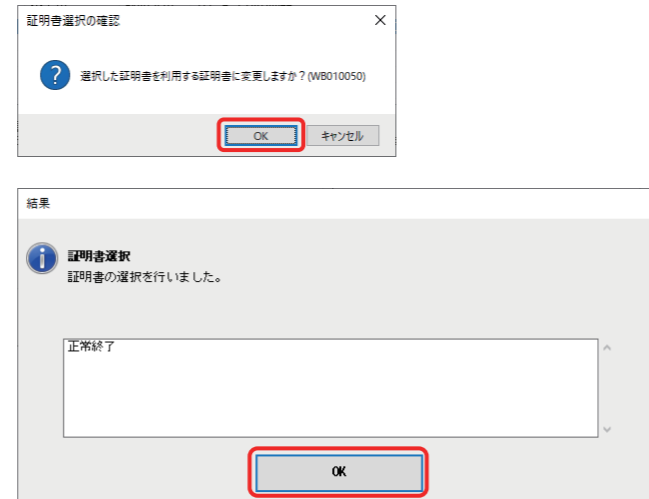 証明書選択の確認
選択した証明書を利用する証明書に変更しますか？(WB010050)
OK
キャンセル
結果
証明書選択
証明書の選択を行いました。
正常終了
OK